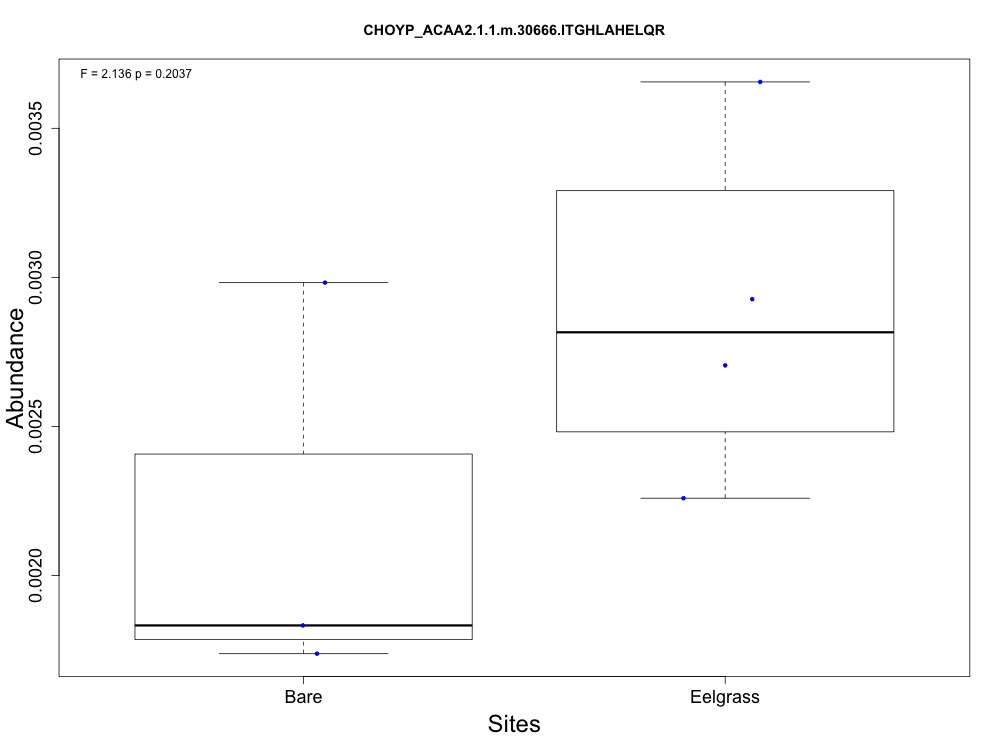 CHOYP_ACAA2.1.1.m.30666.ITGHLAHELQR
F = 2.136 p = 0.2037
0.0035
0.0030
0.0025
0.0020
Abundance
Bare
Eelgrass
Sites